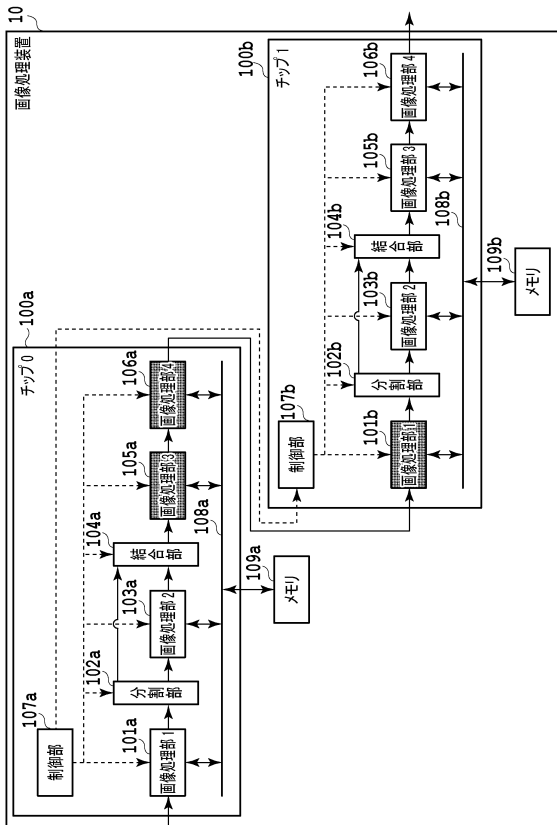 10
画像処理装置
100a
チップ0
107a
制御部
101a
画像処理部1
102a
分割部
103a
画像処理部2
104a
結合部
105a
画像処理部3
106a
画像処理部4
108a
109a
メモリ
100b
チップ1
107b
制御部
101b
画像処理部1
102b
分割部
103b
画像処理部2
104b
結合部
105b
画像処理部3
106b
画像処理部4
108b
109b
メモリ